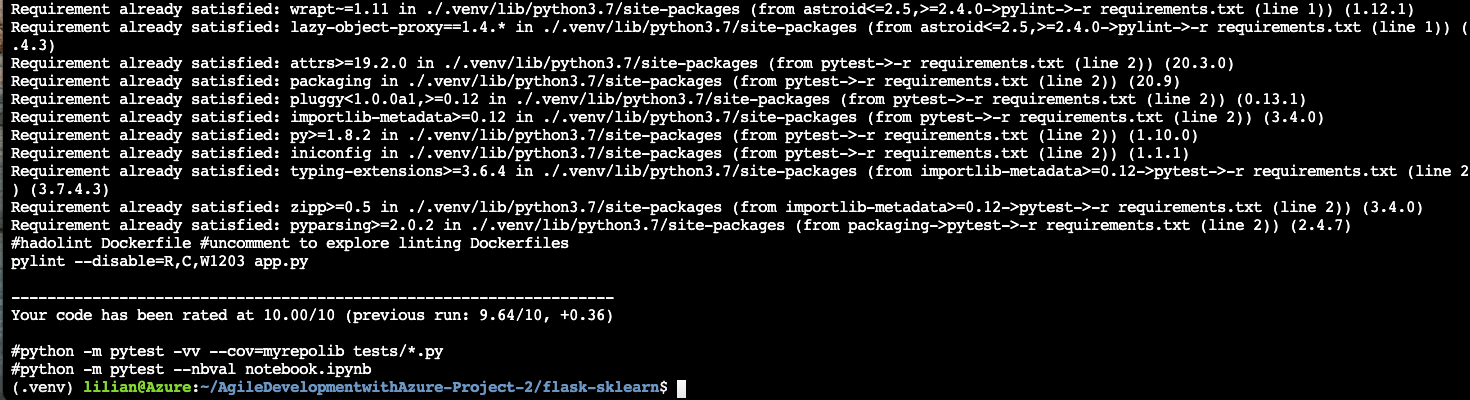 Requirement already satisfied: wrapt~=1.11 in ./.venv/lib/python3.7/site-packages (from astroid<=2.5,>=2.4.0->pylint->-r requirements.txt (line 1)) (1.12.1)
Requirement already satisfied: lazy-object-proxy==1.4.* in ./.venv/lib/python3.7/site-packages (from astroid<=2.5,>=2.4.0->pylint->-r requirements.txt (line 1)) (
.4.3)
Requirement already satisfied: attrs>=19.2.0 in ./.venv/lib/python3.7/site-packages (from pytest->-r requirements.txt (line 2)) (20.3.0)
Requirement already satisfied: packaging in ./.venv/lib/python3.7/site-packages (from pytest->-r requirements.txt (line 2)) (20.9)
Requirement already satisfied: pluggy<1.0.0a1,>=0.12 in ./.venv/lib/python3.7/site-packages (from pytest->-r requirements.txt (line 2)) (0.13.1)
Requirement already satisfied: importlib-metadata>=0.12 in ./.venv/lib/python3.7/site-packages (from pytest->-r requirements.txt (line 2)) (3.4.0)
Requirement already satisfied: py>=1.8.2 in ./.venv/lib/python3.7/site-packages (from pytest->-r requirements.txt (line 2)) (1.10.0)
Requirement already satisfied: iniconfig in ./.venv/lib/python3.7/site-packages (from pytest->-r requirements.txt (line 2)) (1.1.1)
Requirement already satisfied: typing-extensions>=3.6.4 in ./.venv/lib/python3.7/site-packages (from importlib-metadata>=0.12->pytest->-r requirements.txt (line 2
) (3.7.4.3)
Requirement already satisfied: zipp>=0.5 in ./.venv/lib/python3.7/site-packages (from importlib-metadata>=0.12->pytest->-r requirements.txt (line 2)) (3.4.0)
Requirement already satisfied: pyparsing>=2.0.2 in ./.venv/lib/python3.7/site-packages (from packaging->pytest->-r requirements.txt (line 2)) (2.4.7)
#hadolint Dockerfile #uncomment to explore linting Dockerfiles
pylint --disable=R,C,W1203 app.py
-------------------------------------------------------------------
Your code has been rated at 10.00/10 (previous run: 9.64/10, +0.36)
#python -m pytest -vv --cov=myrepolib tests/*.py
#python -m pytest --nbval notebook.ipynb
(.venv) lilian@Azure:~/AgileDevelopmentwithAzure-Project-2/flask-sklearn$